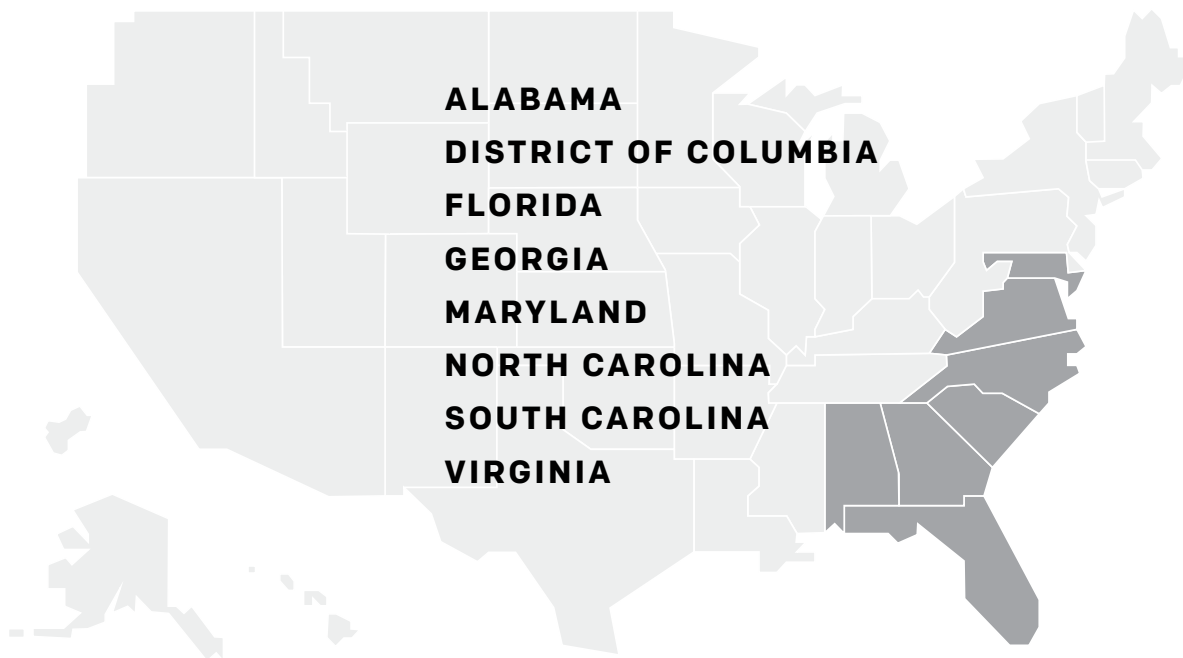 ALABAMA
DISTRICT OF COLUMBIA
FLORIDA
GEORGIA
MARYLAND
NORTH CAROLINA
SOUTH CAROLINA
VIRGINIA